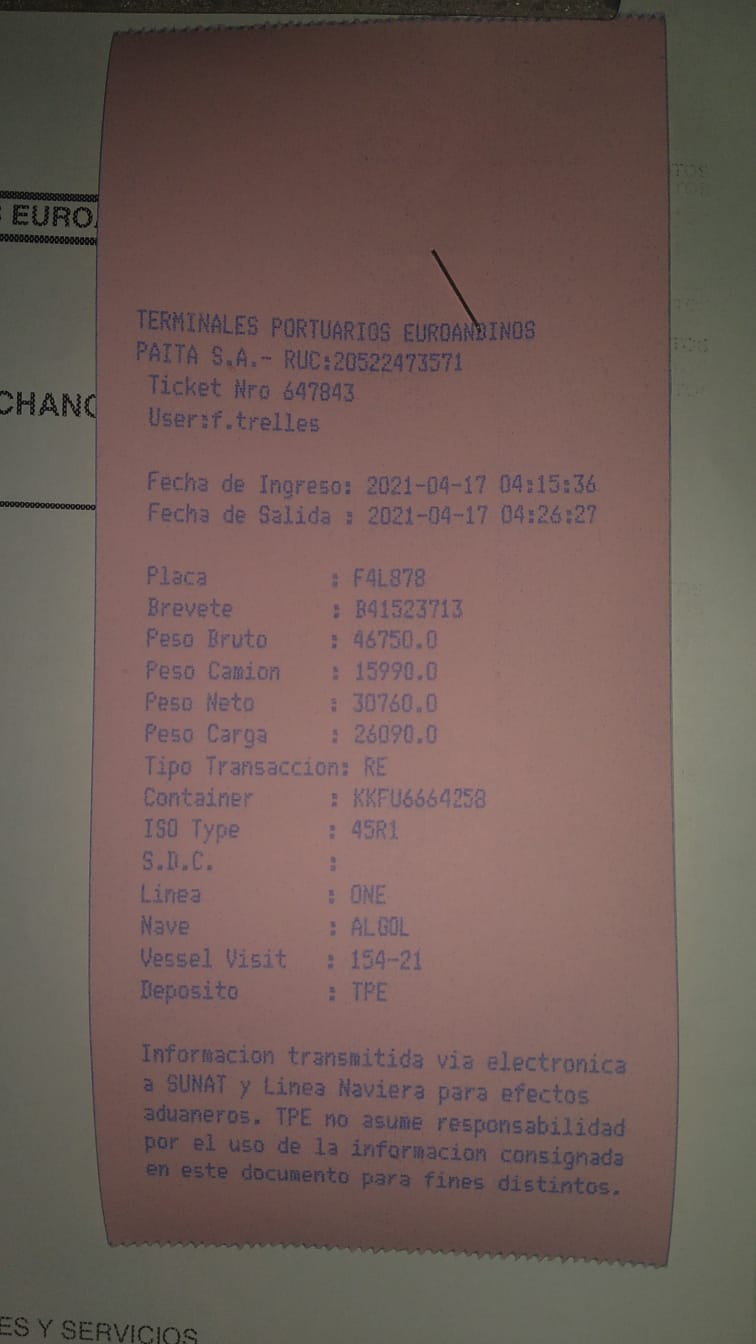 TERMINALES PORTUARIOS EUROANDINOS
PAITA S.A.- RUC:20522473571
Ticket Nro 647843
User:f.trelles
Fecha de Ingreso: 2021-04-17 04:15:36
Fecha de Salida : 2021-04-17 04:26:27
Placa : F4L878
Brevete : B41523713
Peso Bruto : 46750.0
Peso Camion : 15990.0
Peso Neto : 30760.0
Peso Carga : 26090.0
Tipo Transaccion: RE
Container : KKFU6664258
ISO Type : 45R1
S.D.C. :
Linea : ONE
Nave : ALGOL
Vessel Visit : 154-21
Deposito : TPE
Informacion transmitida via electronica
a SUNAT y Linea Naviera para efectos
aduaneros. TPE no asume responsabilidad
por el uso de la informacion consignada
en este documento para fines distintos.
EURO
CHANC
ES Y SERVICIOS